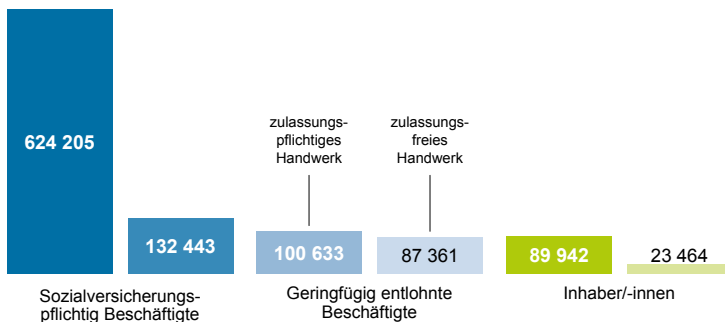 zulassungs-
pflichtiges
Handwerk
zulassungs-
freies
Handwerk
624 205
132 443
100 633
87 361
89 942
23 464
Sozialversicherungs-
pflichtig Beschäftigte
Geringfügig entlohnte
Beschäftigte
Inhaber/-innen